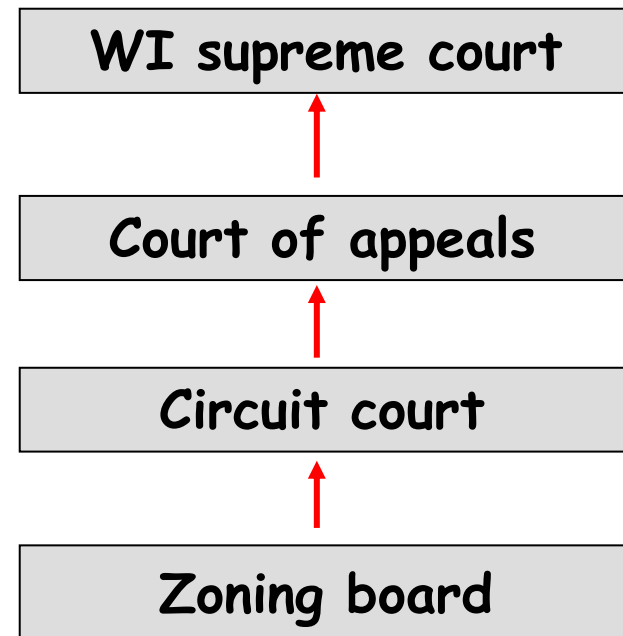 WI supreme court
Court of appeals
Circuit court
Zoning board